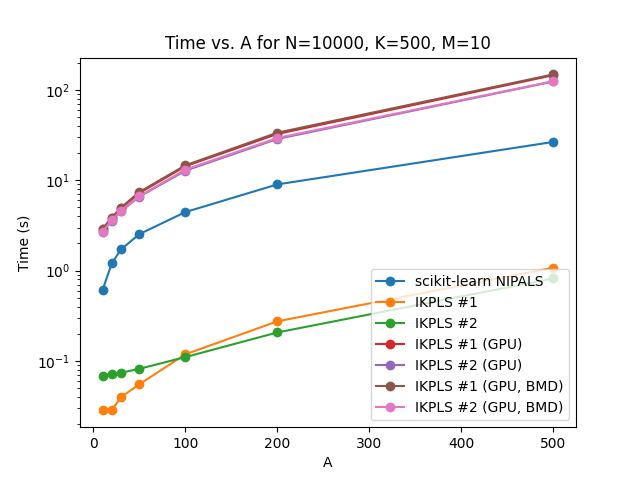 Time vs. A for N=10000, K=500, M=10
Time (s)
10²
10¹
10⁰
10⁻¹
scikit-learn NIPALS
IKPLS #1
IKPLS #2
IKPLS #1 (GPU)
IKPLS #2 (GPU)
IKPLS #1 (GPU, BMD)
IKPLS #2 (GPU, BMD)
0 100 200 300 400 500
A